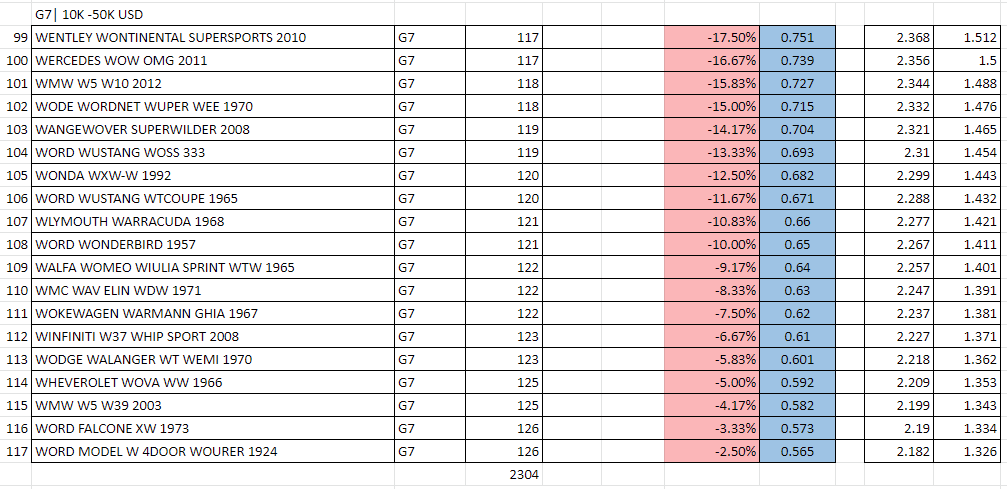 G7| 10K -50K USD
99 WENTLEY WONTINENTAL SUPERSPORTS 2010 G7 117 -17.50% 0.751 2.368 1.512
100 WERCEDES WOW OMG 2011 G7 117 -16.67% 0.739 2.356 1.5
101 WMW W5 W10 2012 G7 118 -15.83% 0.727 2.344 1.488
102 WODE WORDNET WUPER WEE 1970 G7 118 -15.00% 0.715 2.332 1.476
103 WANGEWOVER SUPERWILDER 2008 G7 119 -14.17% 0.704 2.321 1.465
104 WORD WUSTANG WOSS 333 G7 119 -13.33% 0.693 2.31 1.454
105 WONDA WXW-W 1992 G7 120 -12.50% 0.682 2.299 1.443
106 WORD WUSTANG WTCOUPE 1965 G7 120 -11.67% 0.671 2.288 1.432
107 WLYMOUTH WARRACUDA 1968 G7 121 -10.83% 0.66 2.277 1.421
108 WORD WONDERBIRD 1957 G7 121 -10.00% 0.65 2.267 1.411
109 WALFA WOMEO WIULIA SPRINT WTW 1965 G7 122 -9.17% 0.64 2.257 1.401
110 WMC WAV ELIN WDW 1971 G7 122 -8.33% 0.63 2.247 1.391
111 WOKEWAGEN WARMANN GHIA 1967 G7 122 -7.50% 0.62 2.237 1.381
112 WINFINITI W37 WHIP SPORT 2008 G7 123 -6.67% 0.61 2.227 1.371
113 WODGE WALANGER WT WEMI 1970 G7 123 -5.83% 0.601 2.218 1.362
114 WHEVEROLET WOVA WW 1966 G7 125 -5.00% 0.592 2.209 1.353
115 WMW W5 W39 2003 G7 125 -4.17% 0.582 2.199 1.343
116 WORD FALCONE XW 1973 G7 126 -3.33% 0.573 2.19 1.334
117 WORD MODEL W 4DOOR WOURER 1924 G7 126 -2.50% 0.565 2.182 1.326
2304